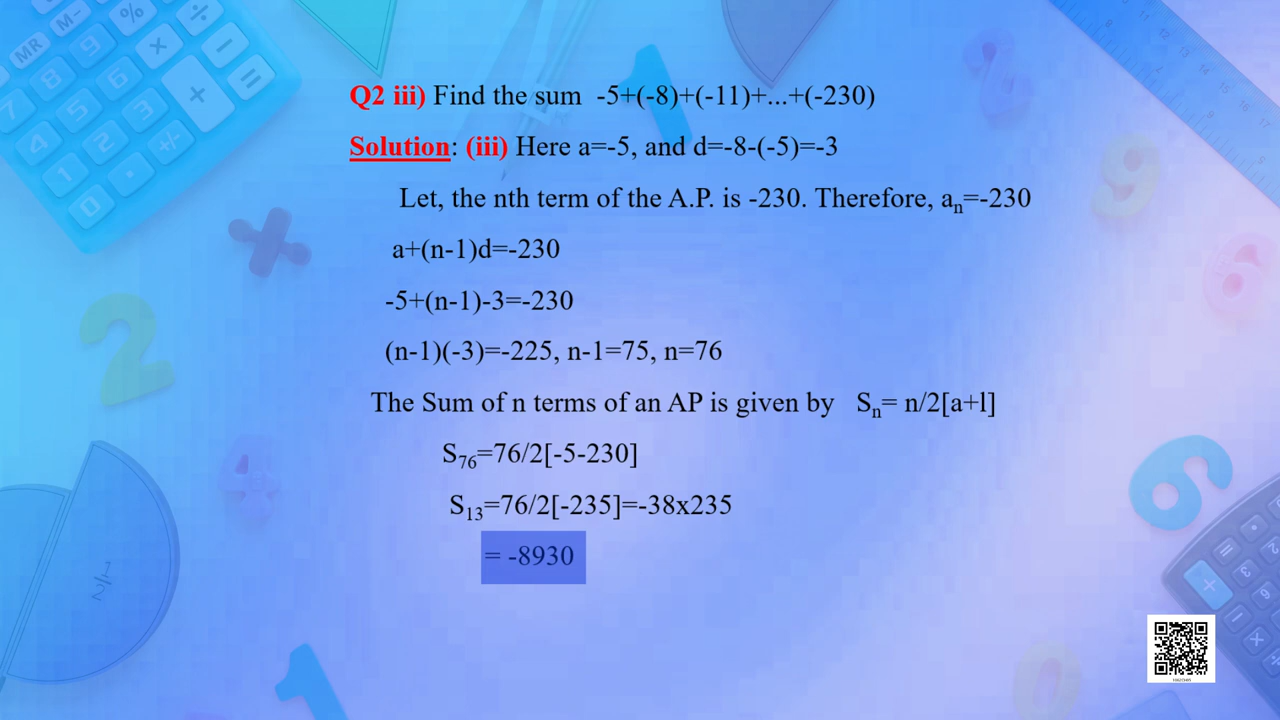 Q2 iii) Find the sum -5+(-8)+(-11)+...+(-230)
Solution: (iii) Here a=-5, and d=-8-(-5)=-3
Let, the nth term of the A.P. is -230. Therefore, aₙ=-230
a+(n-1)d=-230
-5+(n-1)-3=-230
(n-1)(-3)=-225, n-1=75, n=76
The Sum of n terms of an AP is given by Sₙ= n/2[a+l]
S₇₆=76/2[-5-230]
S₁₃=76/2[-235]=-38x235
= -8930